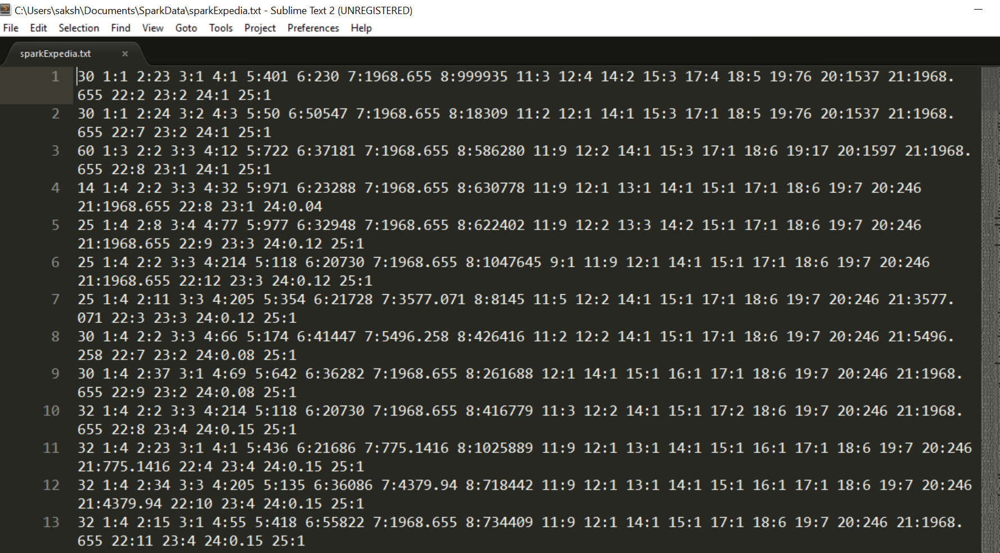 C:\Users\saksh\Documents\SparkData\sparkExpedia.txt - Sublime Text 2 (UNREGISTERED)
File Edit Selection Find View Goto Tools Project Preferences Help
sparkExpedia.txt ×
1 30 1:1 2:23 3:1 4:1 5:401 6:230 7:1968.655 8:999935 11:3 12:4 14:2 15:3 17:4 18:5 19:76 20:1537 21:1968.
655 22:2 23:2 24:1 25:1
2 30 1:1 2:24 3:2 4:3 5:50 6:50547 7:1968.655 8:18309 11:2 12:1 14:1 15:3 17:1 18:5 19:76 20:1537 21:1968.
655 22:7 23:2 24:1 25:1
3 60 1:3 2:2 3:3 4:12 5:722 6:37181 7:1968.655 8:586280 11:9 12:2 14:1 15:3 17:1 18:6 19:17 20:1597 21:1968.
655 22:8 23:1 24:1 25:1
4 14 1:4 2:2 3:3 4:32 5:971 6:23288 7:1968.655 8:630778 11:9 12:1 13:1 14:1 15:1 17:1 18:6 19:7 20:246
21:1968.655 22:8 23:1 24:0.04
5 25 1:4 2:8 3:4 4:77 5:977 6:32948 7:1968.655 8:622402 11:9 12:2 13:3 14:2 15:1 17:1 18:6 19:7 20:246
21:1968.655 22:9 23:3 24:0.12 25:1
6 25 1:4 2:2 3:3 4:214 5:118 6:20730 7:1968.655 8:1047645 9:1 11:9 12:1 14:1 15:1 17:1 18:6 19:7 20:246
21:1968.655 22:12 23:3 24:0.12 25:1
7 25 1:4 2:11 3:3 4:205 5:354 6:21728 7:3577.071 8:8145 11:5 12:2 14:1 15:1 17:1 18:6 19:7 20:246 21:3577.
071 22:3 23:3 24:0.12 25:1
8 30 1:4 2:2 3:3 4:66 5:174 6:41447 7:5496.258 8:426416 11:2 12:2 14:1 15:1 17:1 18:6 19:7 20:246 21:5496.
258 22:7 23:2 24:0.08 25:1
9 30 1:4 2:37 3:1 4:69 5:642 6:36282 7:1968.655 8:261688 12:1 14:1 15:1 16:1 17:1 18:6 19:7 20:246 21:1968.
655 22:9 23:2 24:0.08 25:1
10 32 1:4 2:2 3:3 4:214 5:118 6:20730 7:1968.655 8:416779 11:3 12:2 14:1 15:1 17:2 18:6 19:7 20:246 21:1968.
655 22:8 23:4 24:0.15 25:1
11 32 1:4 2:23 3:1 4:1 5:436 6:21686 7:775.1416 8:1025889 11:9 12:1 13:1 14:1 15:1 16:1 17:1 18:6 19:7 20:246
21:775.1416 22:4 23:4 24:0.15 25:1
12 32 1:4 2:34 3:3 4:205 5:135 6:36086 7:4379.94 8:718442 11:9 12:1 13:1 14:1 15:1 16:1 17:1 18:6 19:7 20:246
21:4379.94 22:10 23:4 24:0.15 25:1
13 32 1:4 2:15 3:1 4:55 5:418 6:55822 7:1968.655 8:734409 11:9 12:1 14:1 15:1 17:1 18:6 19:7 20:246 21:1968.
655 22:11 23:4 24:0.15 25:1